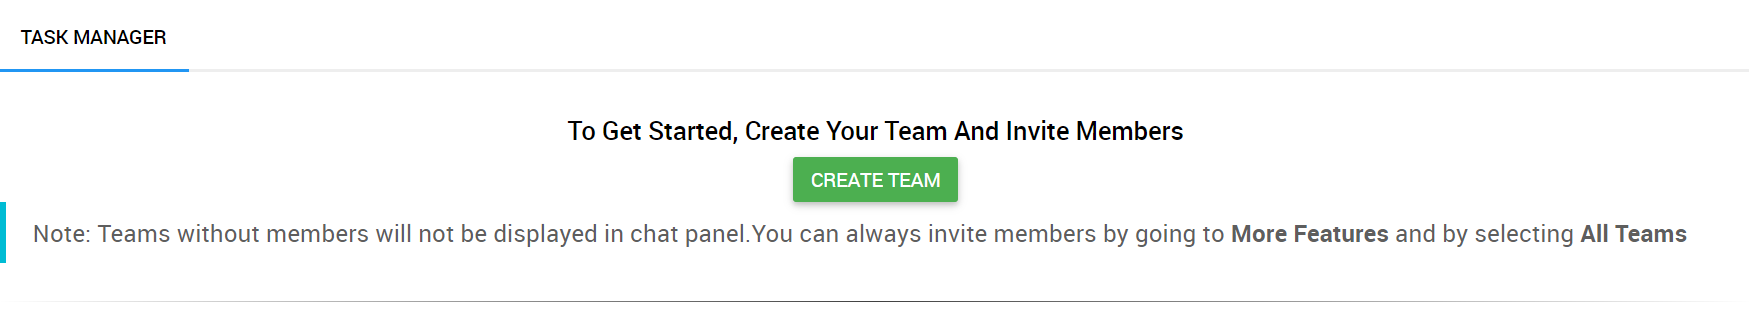 TASK MANAGER
To Get Started, Create Your Team And Invite Members
CREATE TEAM
Note: Teams without members will not be displayed in chat panel.You can always invite members by going to More Features and by selecting All Teams